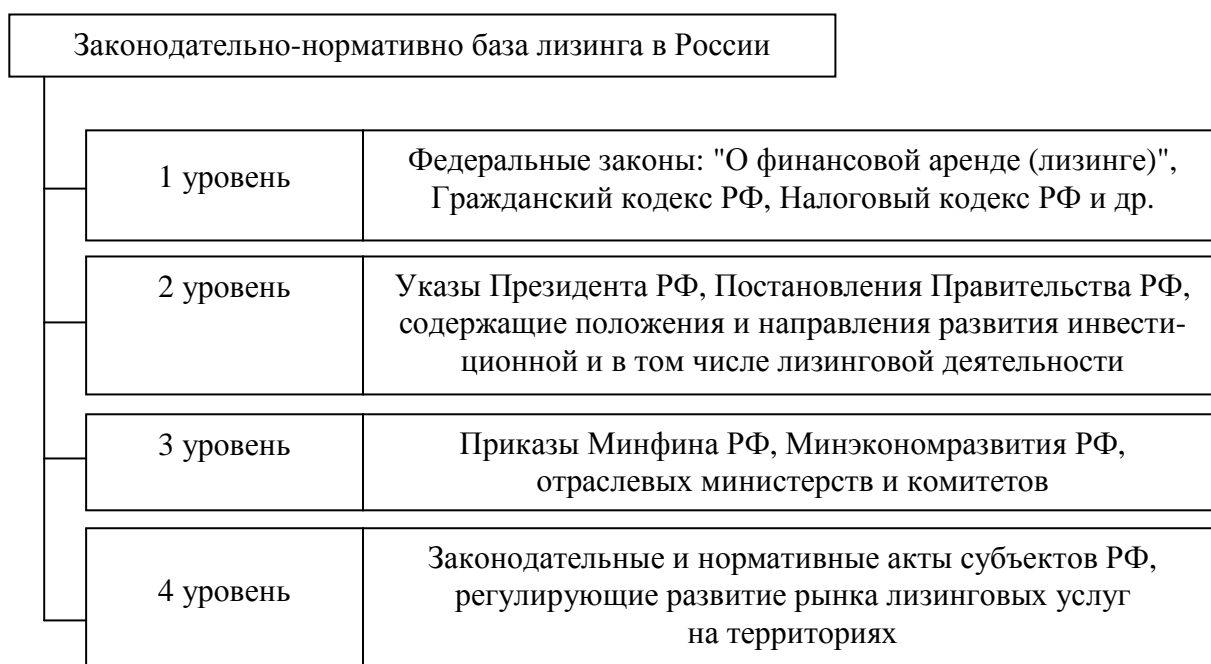 Законодательно-нормативно база лизинга в России
1 уровень
Федеральные законы: "О финансовой аренде (лизинге)",
Гражданский кодекс РФ, Налоговый кодекс РФ и др.
2 уровень
Указы Президента РФ, Постановления Правительства РФ,
содержащие положения и направления развития инвести-
ционной и в том числе лизинговой деятельности
3 уровень
Приказы Минфина РФ, Минэкономразвития РФ,
отраслевых министерств и комитетов
4 уровень
Законодательные и нормативные акты субъектов РФ,
регулирующие развитие рынка лизинговых услуг
на территориях